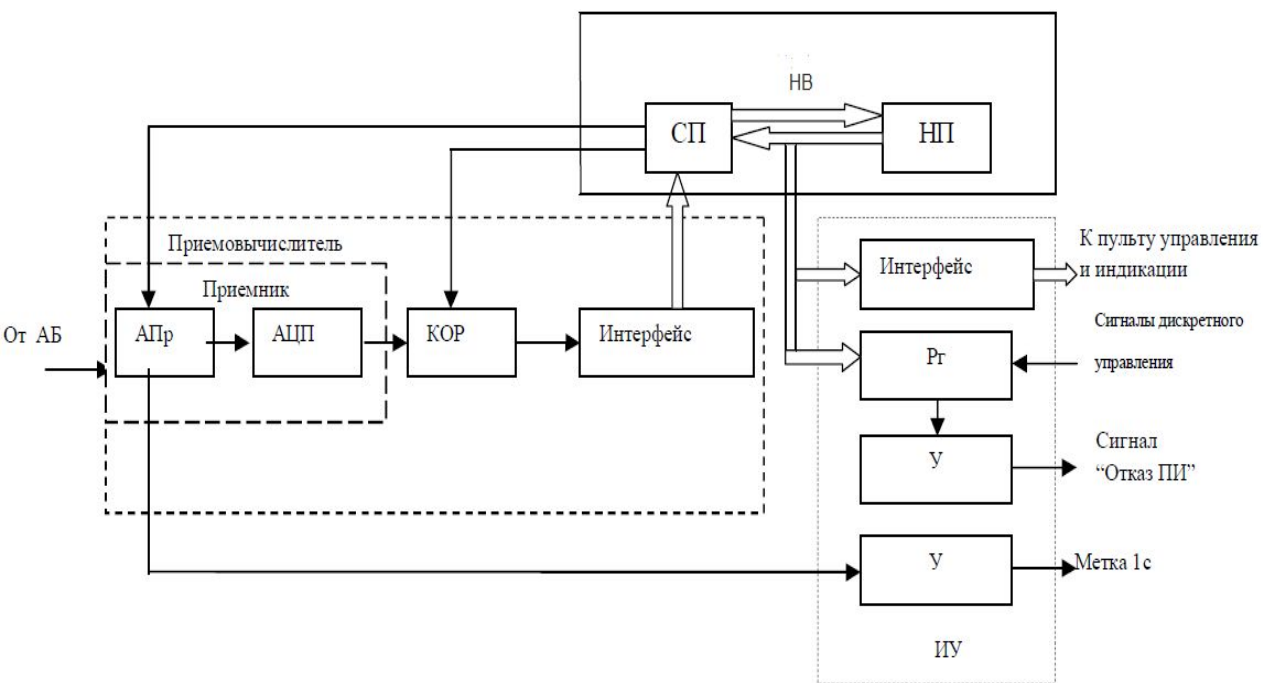 НВ
СП
НП
Приемовычислитель
Приемник
От АБ
АПр
АЦП
КОР
Интерфейс
Интерфейс
К пульту управления
и индикации
Рг
Сигналы дискретного
управления
У
Сигнал
“Отказ ПИ”
У
Метка 1с
ИУ